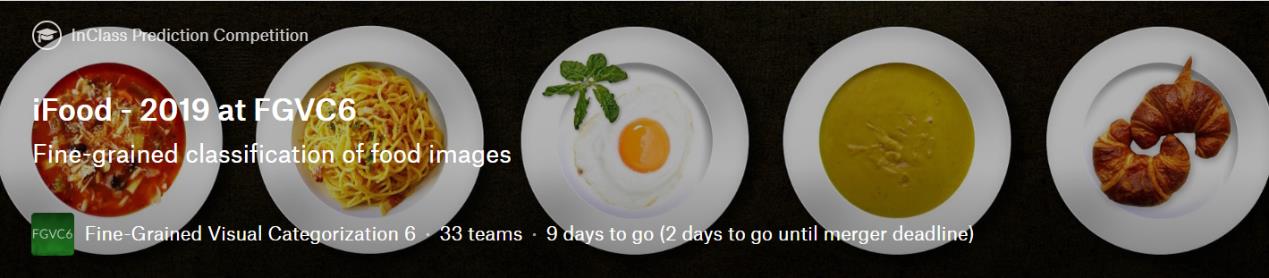 InClass Prediction Competition
iFood - 2019 at FGVC6
Fine-grained classification of food images
FGVC6
Fine-Grained Visual Categorization 6 · 33 teams · 9 days to go (2 days to go until merger deadline)